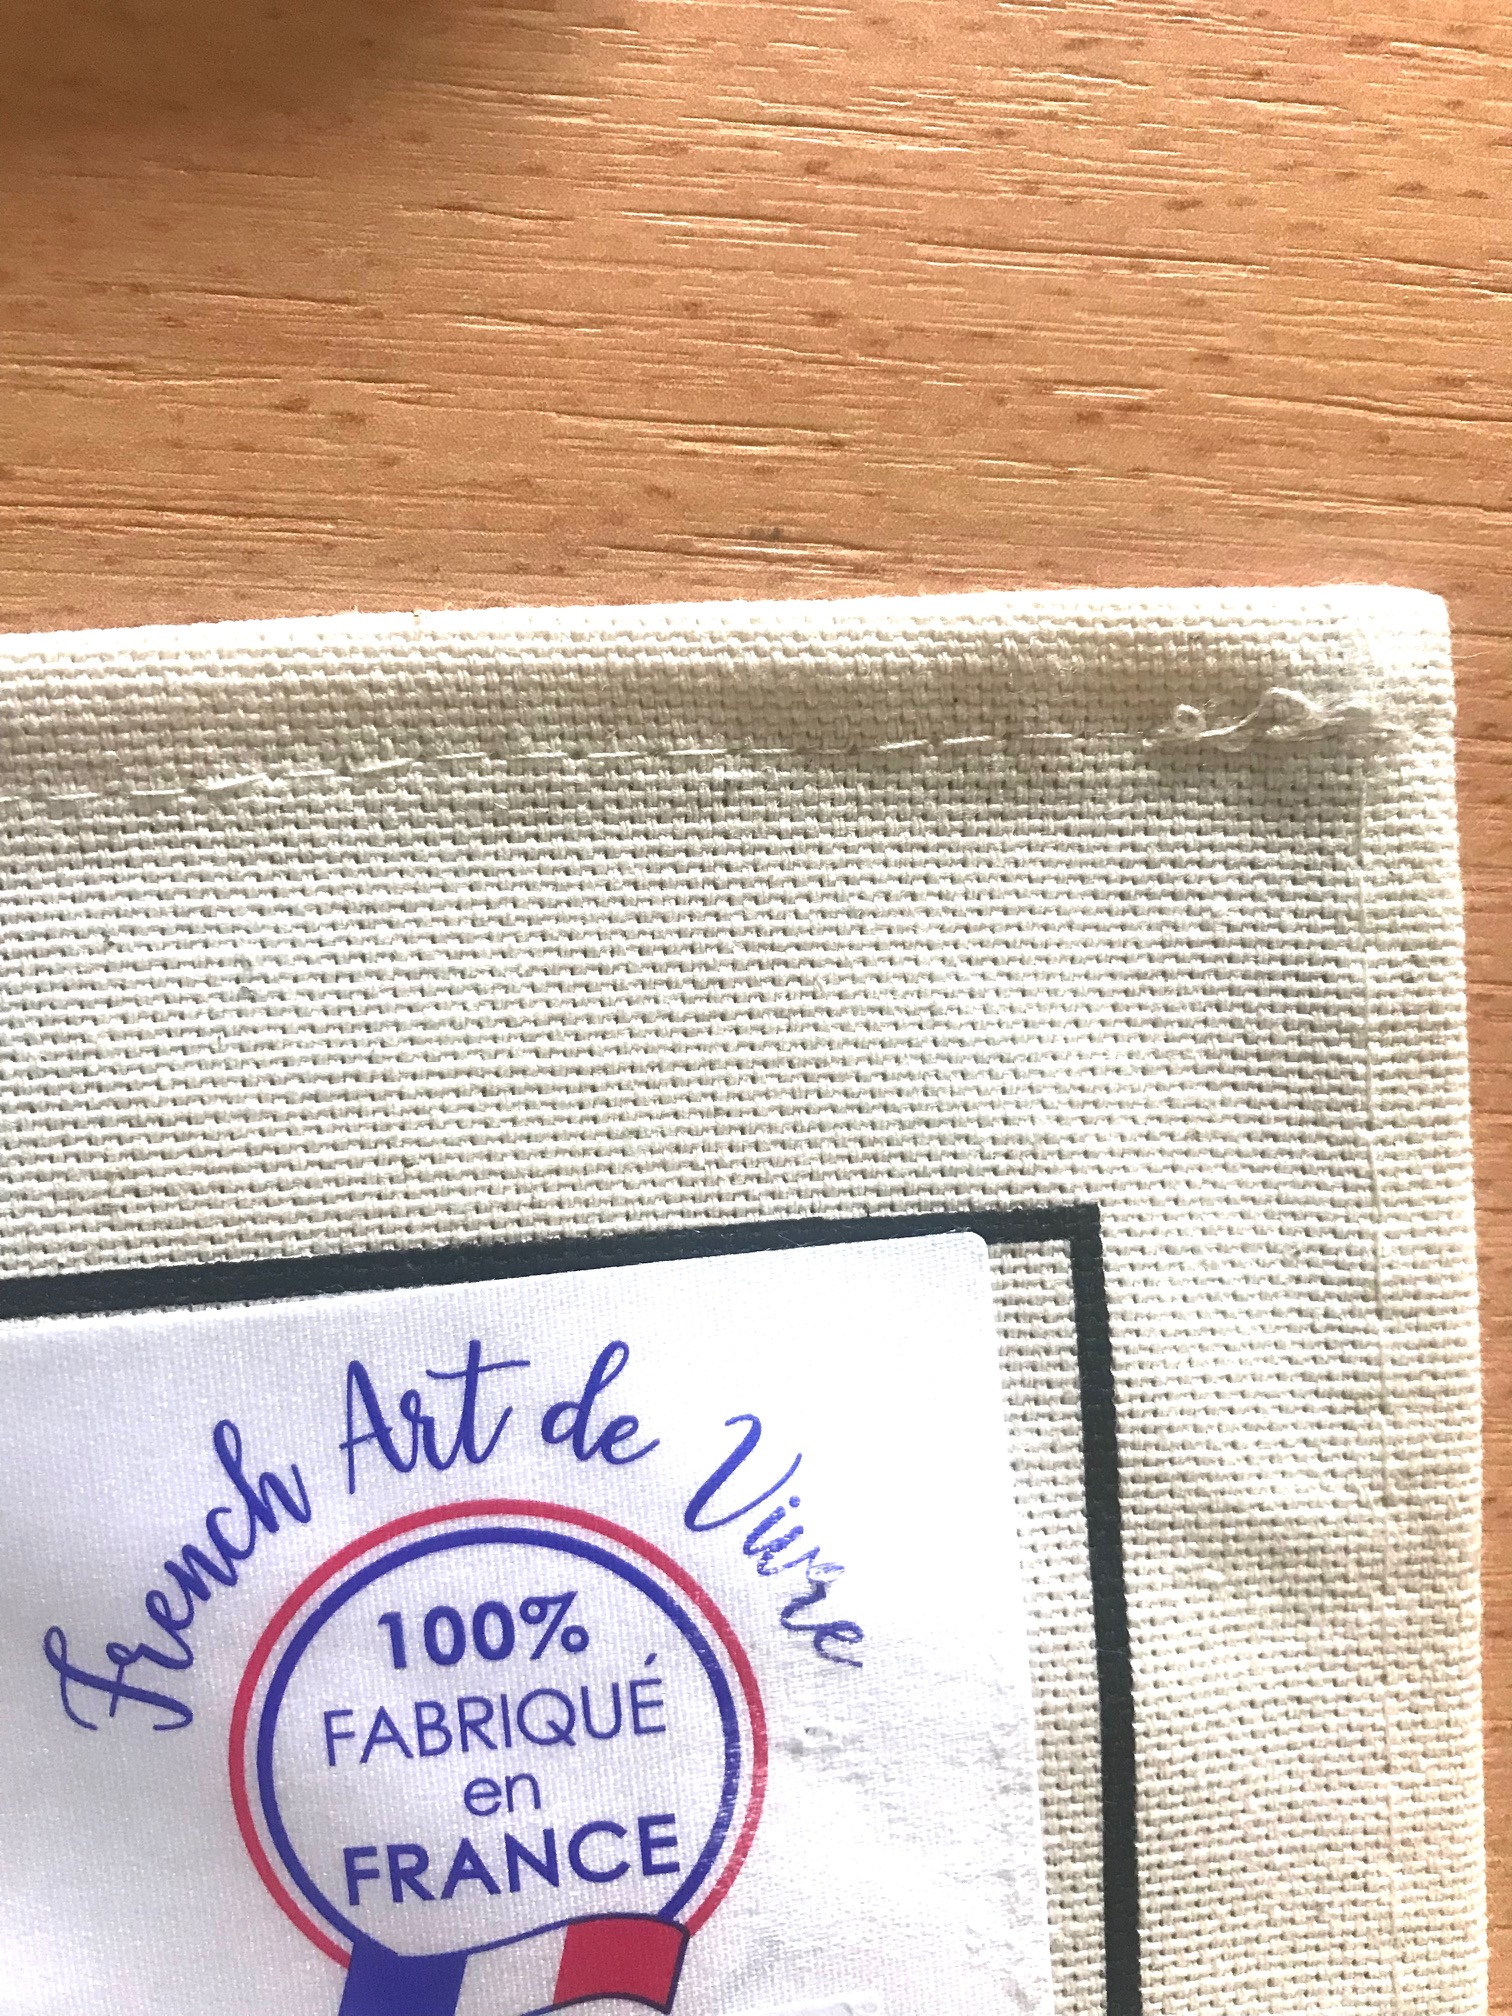 French Art de Vivre
100%
FABRIQUÉ
en
FRANCE